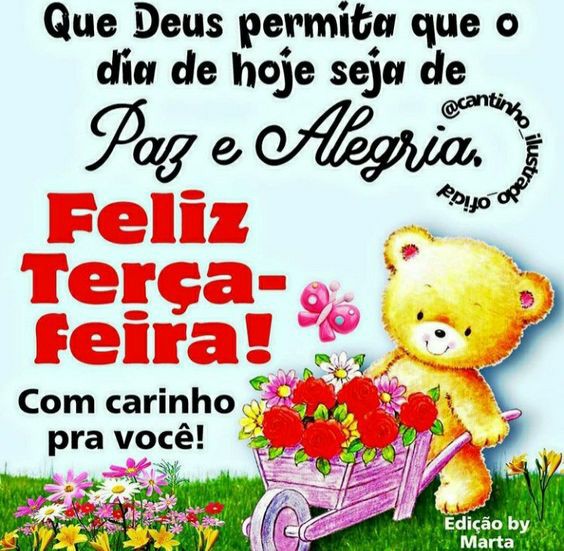 Que Deus permita que o
dia de hoje seja de
Paz e Alegria.
@cantinho_ilustrado_oficial
Feliz
Terça-
feira!
Com carinho
pra você!
Edição by
Marta